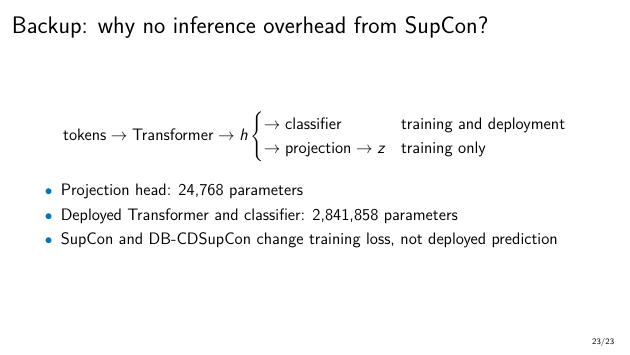 Backup: why no inference overhead from SupCon?
tokens → Transformer → h { → classifier training and deployment
→ projection → z training only
• Projection head: 24,768 parameters
• Deployed Transformer and classifier: 2,841,858 parameters
• SupCon and DB-CDSupCon change training loss, not deployed prediction
23/23